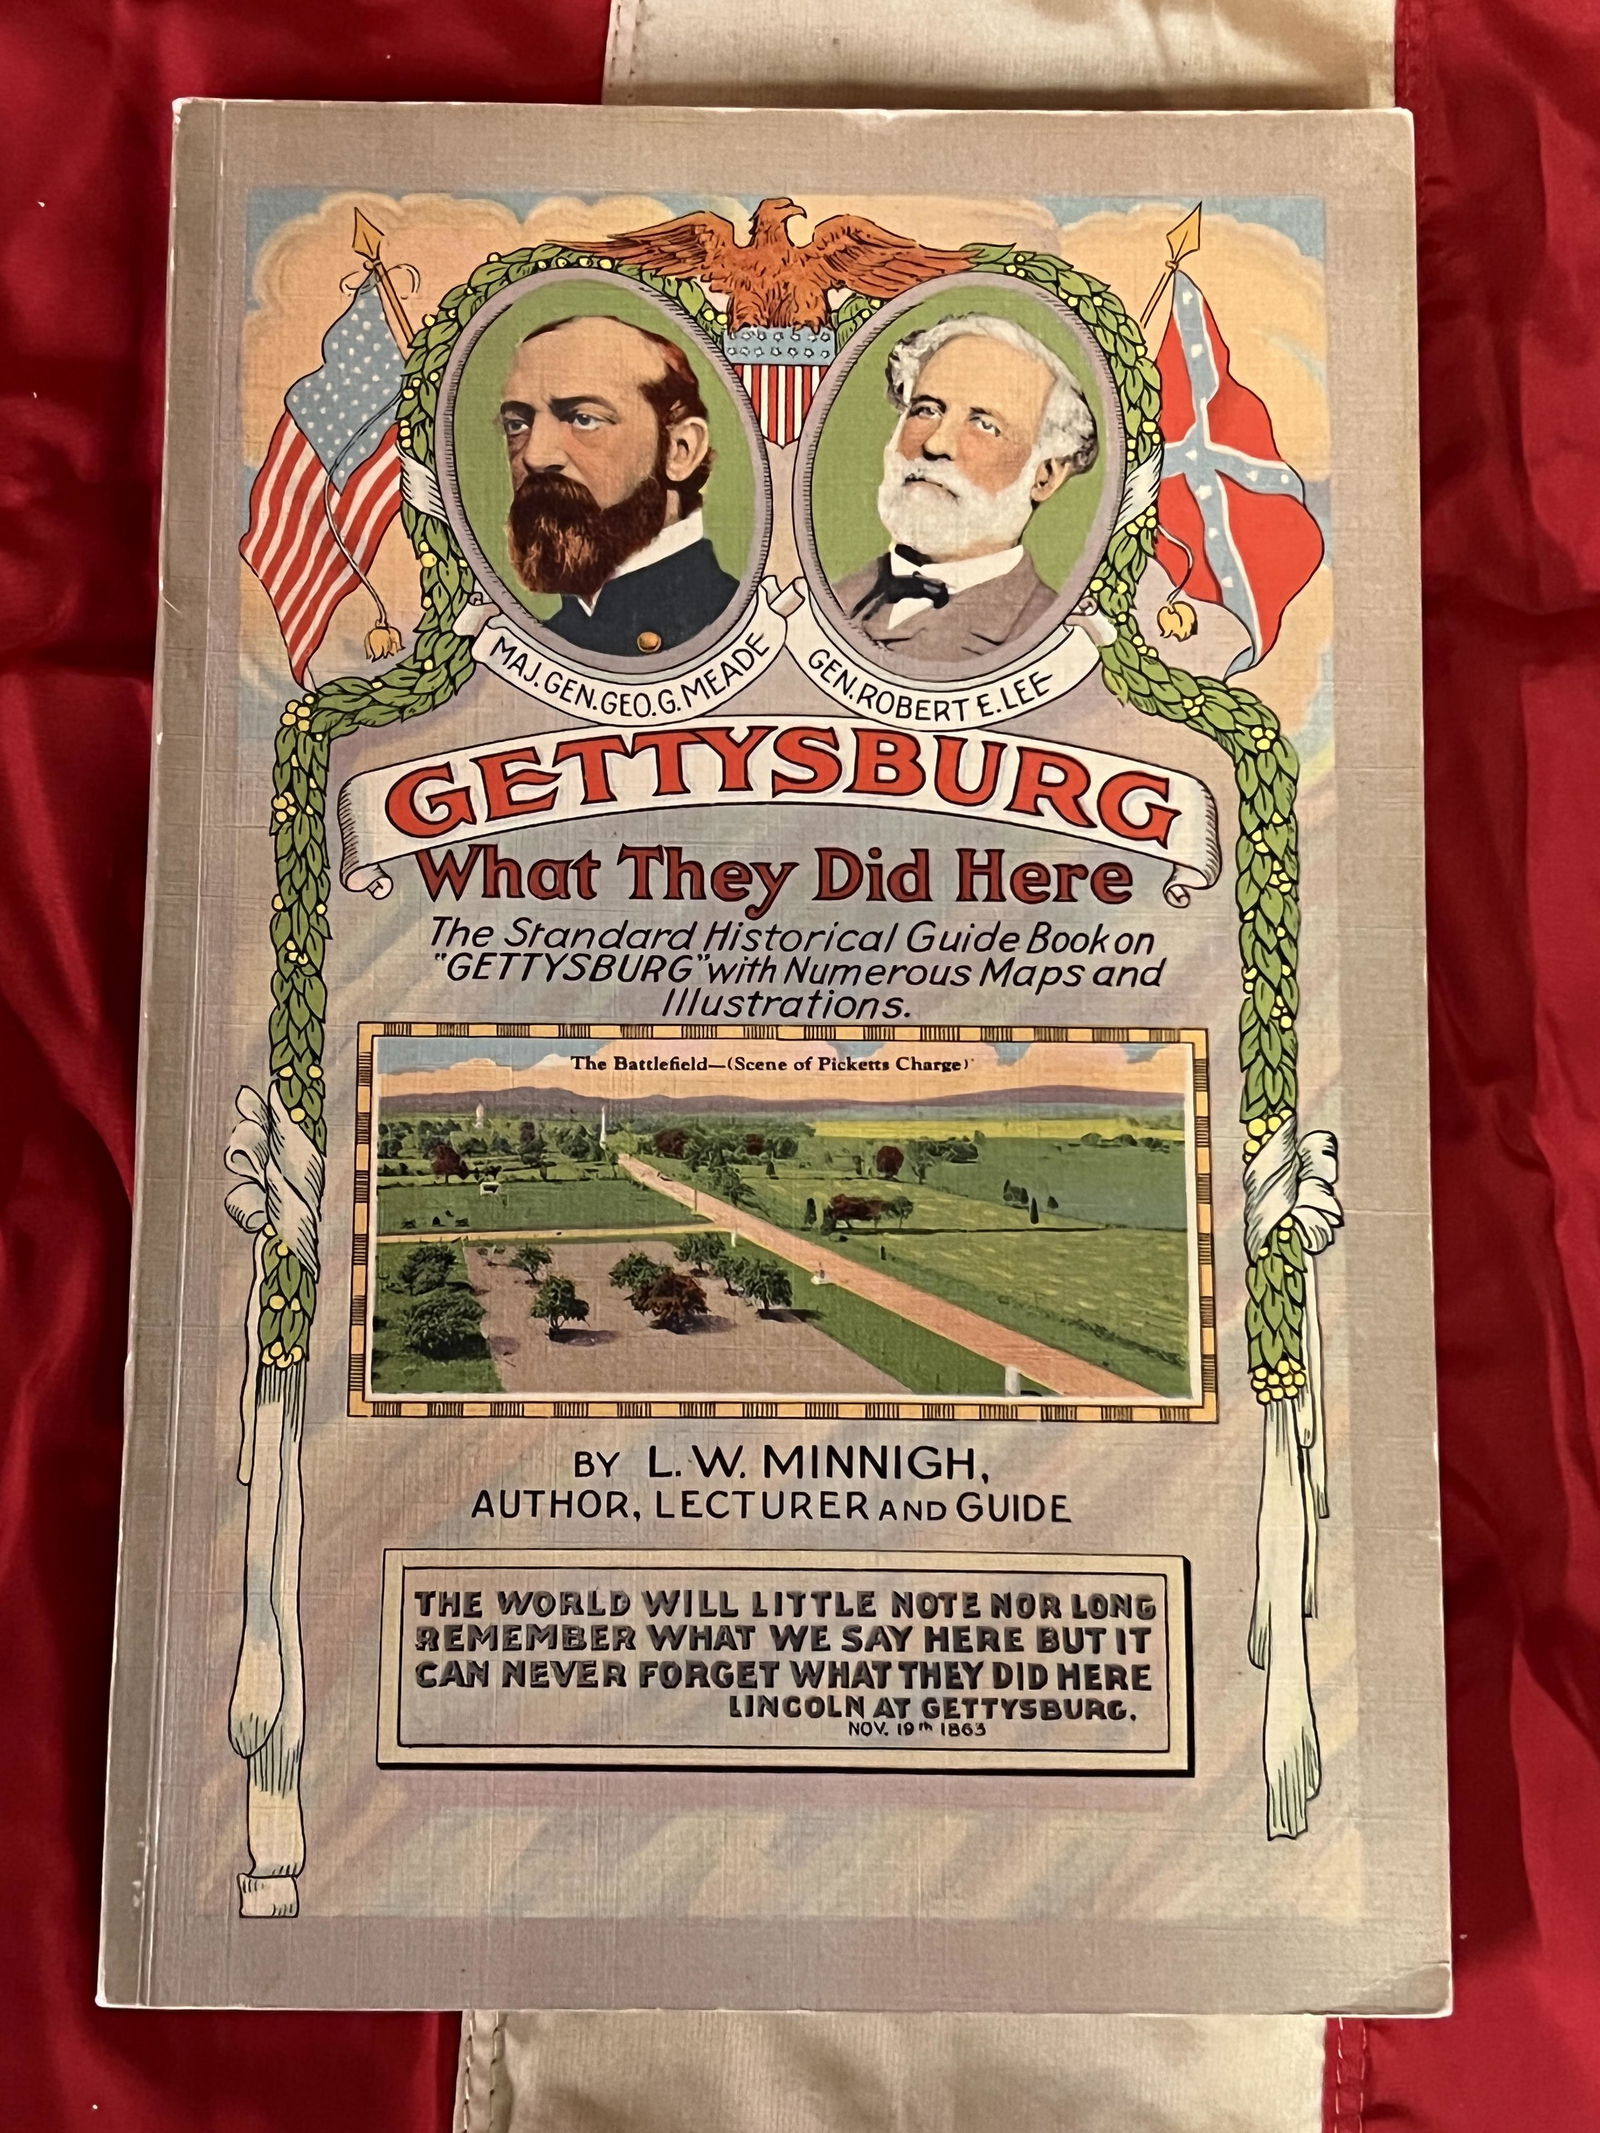 MAJ. GEN. GEO. G. MEADE
GEN. ROBERT E. LEE
GETTYSBURG
What They Did Here
The Standard Historical Guide Book on
"GETTYSBURG" with Numerous Maps and
Illustrations.
The Battlefield—(Scene of Picketts Charge)
BY L. W. MINNIGH,
AUTHOR, LECTURER AND GUIDE
THE WORLD WILL LITTLE NOTE NOR LONG
REMEMBER WHAT WE SAY HERE BUT IT
CAN NEVER FORGET WHAT THEY DID HERE
LINCOLN AT GETTYSBURG.
NOV. 19th 1863